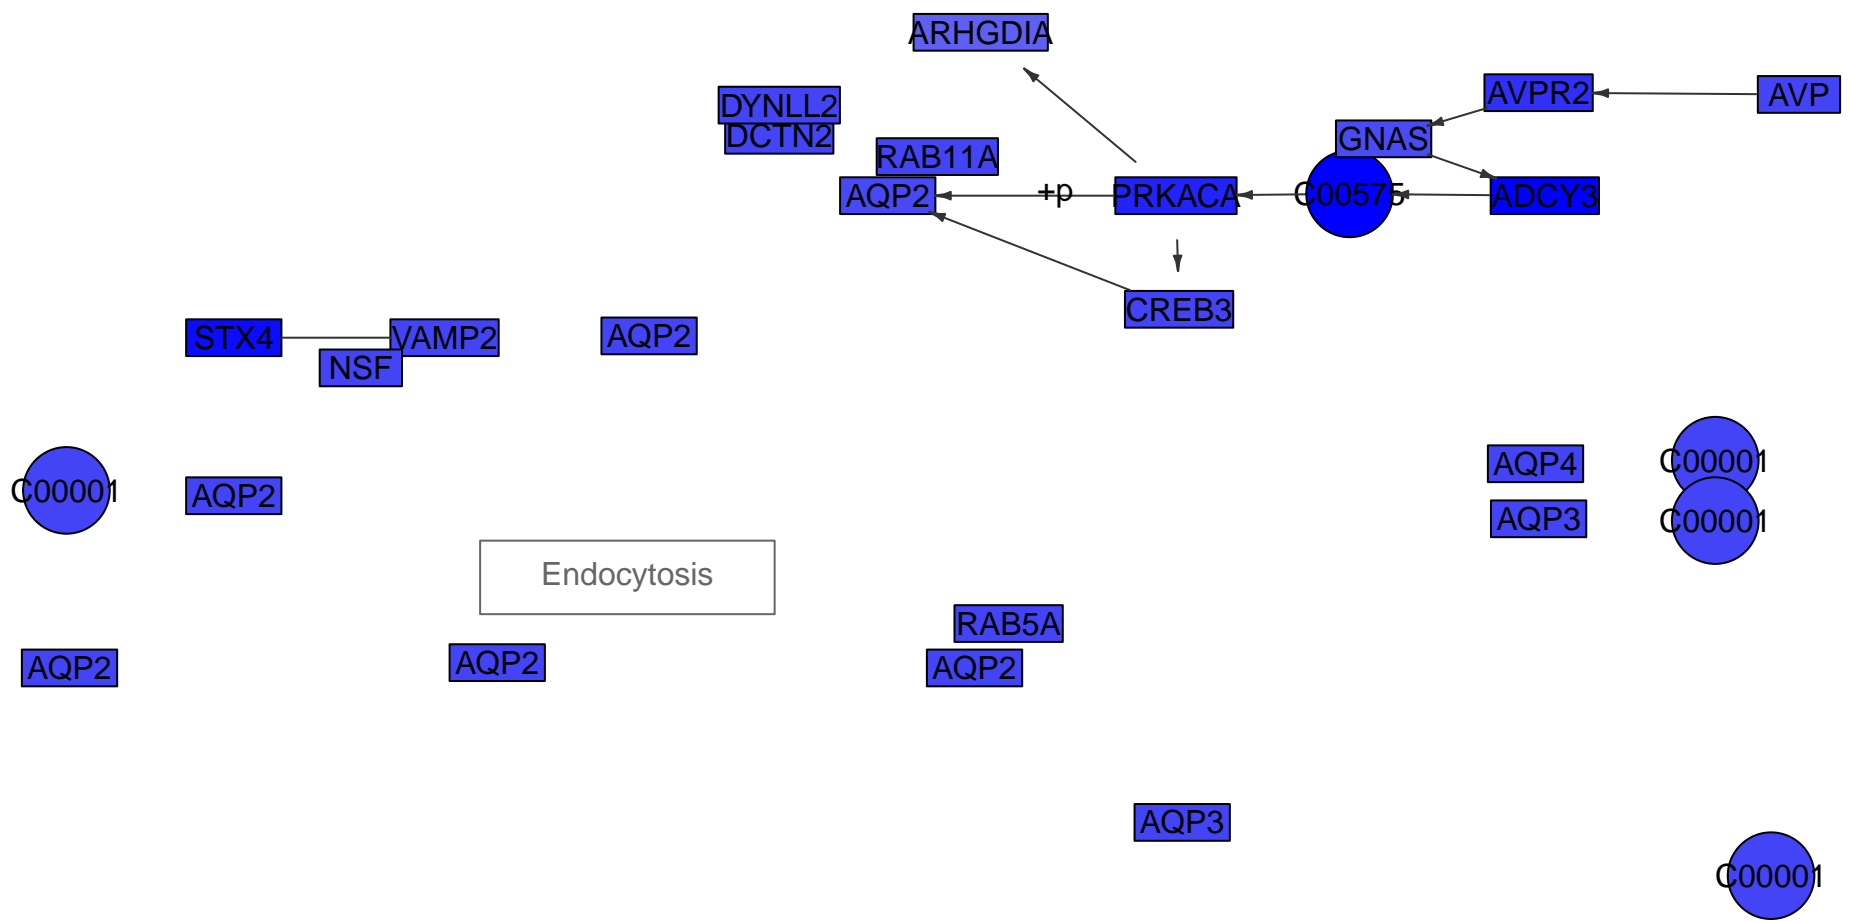 ARHGDIA
AVPR2
AVP
DYNLL2
DCTN2
GNAS
RAB11A
AQP2
+p
PRKACA
C00575
ADCY3
CREB3
STX4
VAMP2
AQP2
NSF
C00001
AQP2
AQP4
C00001
AQP3
C00001
Endocytosis
RAB5A
AQP2
AQP2
AQP2
AQP3
C00001